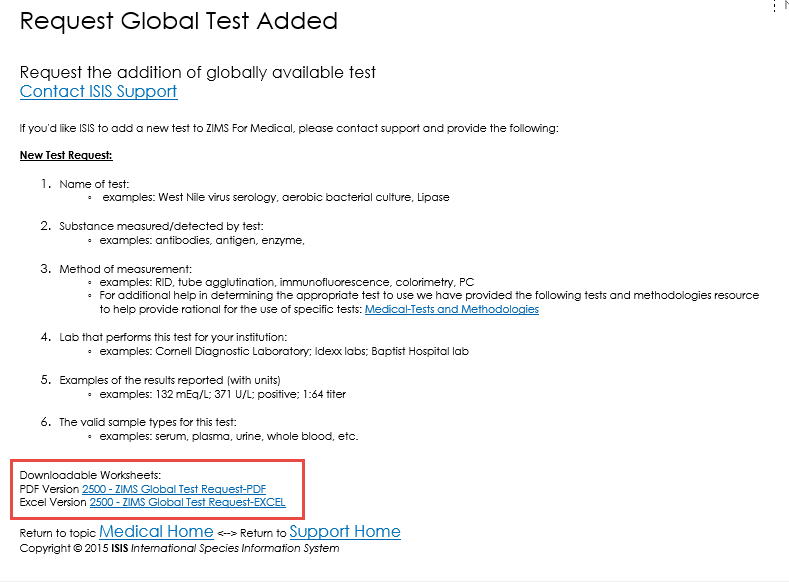 Request Global Test Added
Request the addition of globally available test
Contact ISIS Support
If you'd like ISIS to add a new test to ZIMS For Medical, please contact support and provide the following:
New Test Request:
1. Name of test:
◦ examples: West Nile virus serology, aerobic bacterial culture, Lipase
2. Substance measured/detected by test:
◦ examples: antibodies, antigen, enzyme,
3. Method of measurement:
◦ examples: RID, tube agglutination, immunofluorescence, colorimetry, PC
◦ For additional help in determining the appropriate test to use we have provided the following tests and methodologies resource
to help provide rational for the use of specific tests: Medical-Tests and Methodologies
4. Lab that performs this test for your institution:
◦ examples: Cornell Diagnostic Laboratory; Idexx labs; Baptist Hospital lab
5. Examples of the results reported (with units)
◦ examples: 132 mEq/L; 371 U/L; positive; 1:64 titer
6. The valid sample types for this test:
◦ examples: serum, plasma, urine, whole blood, etc.
Downloadable Worksheets:
PDF Version 2500 - ZIMS Global Test Request-PDF
Excel Version 2500 - ZIMS Global Test Request-EXCEL
Return to topic Medical Home <--> Return to Support Home
Copyright © 2015 ISIS International Species Information System